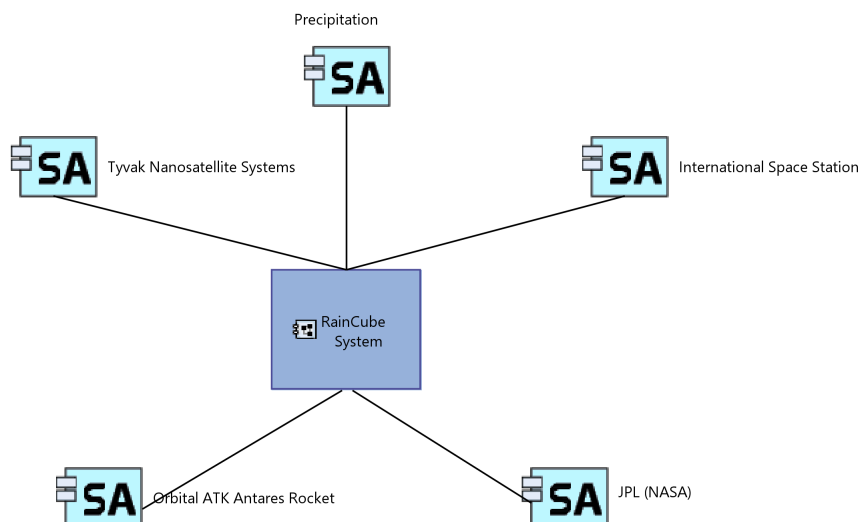 Precipitation
SA
SA
Tyvak Nanosatellite Systems
SA
International Space Station
RainCube
System
SA
Orbital ATK Antares Rocket
SA
JPL (NASA)